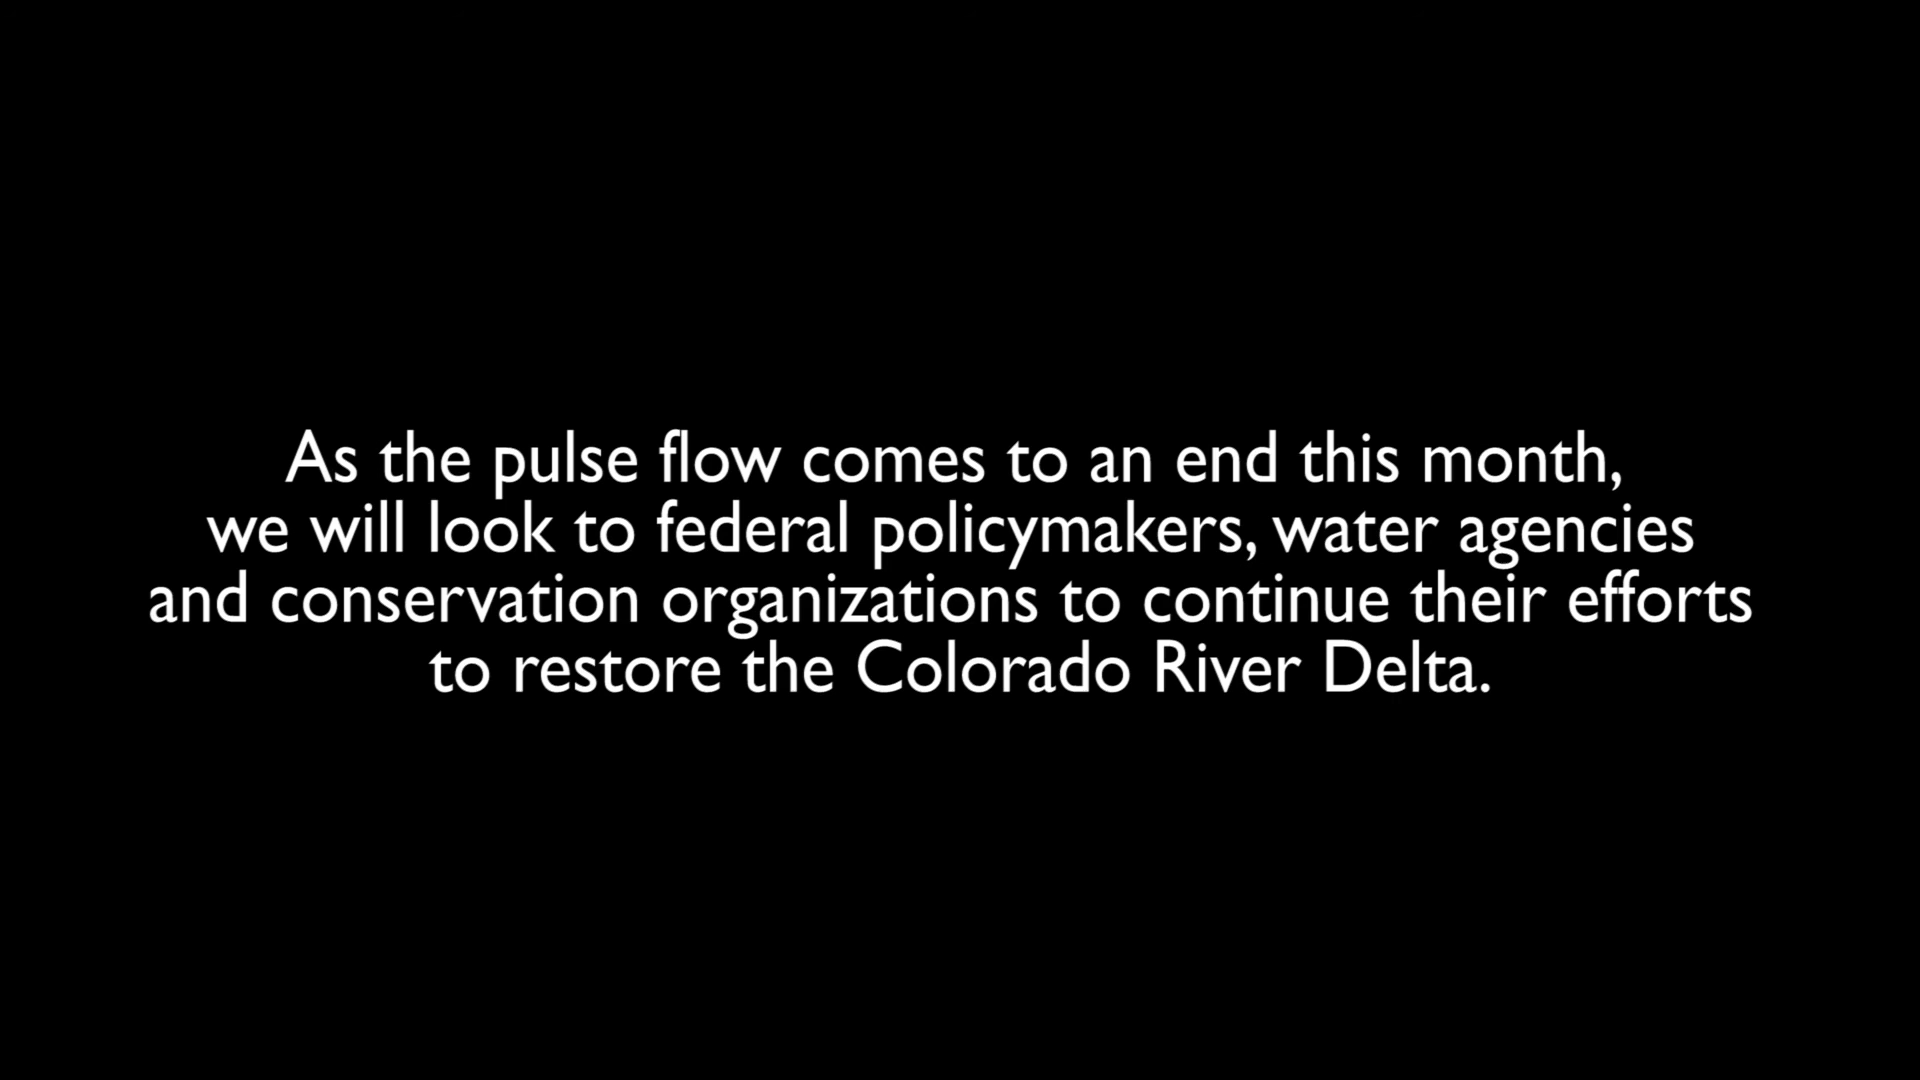 As the pulse flow comes to an end this month,
we will look to federal policymakers, water agencies
and conservation organizations to continue their efforts
to restore the Colorado River Delta.